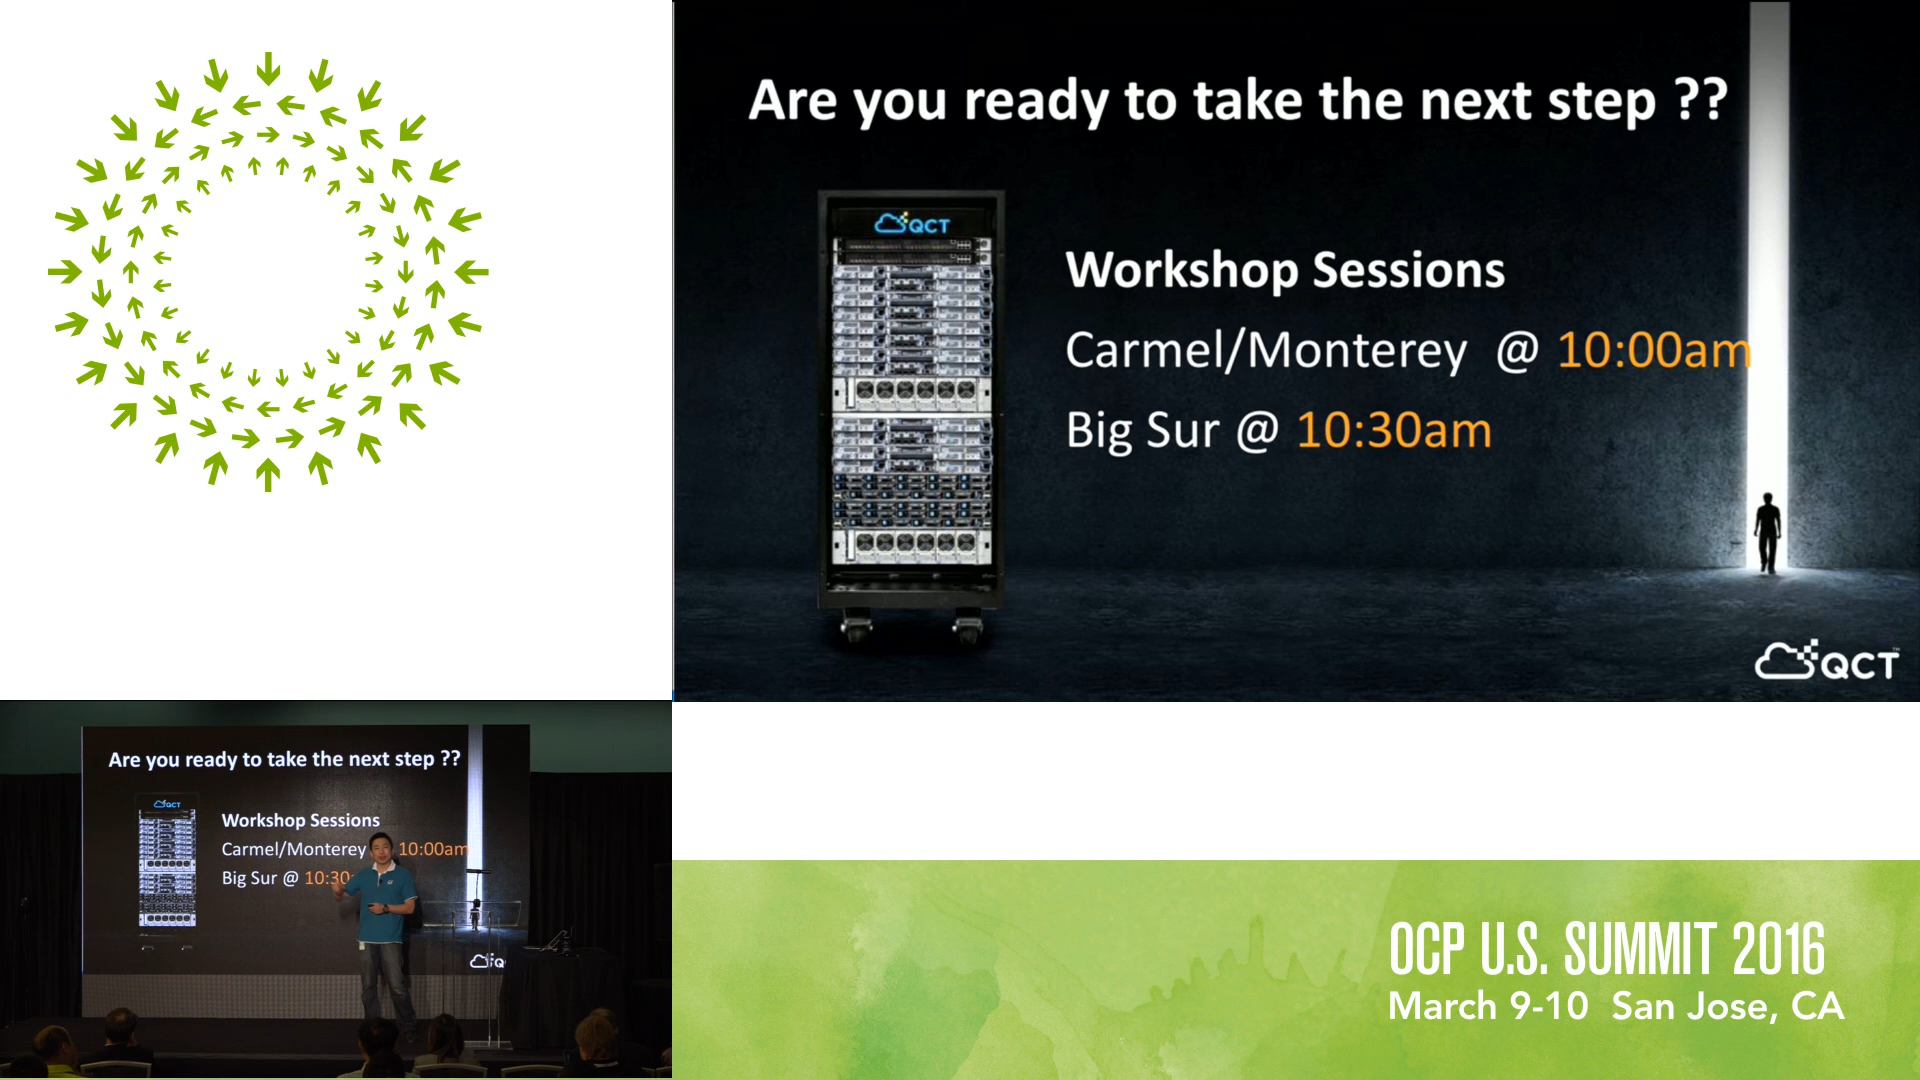 Are you ready to take the next step ??
QCT
Workshop Sessions
Carmel/Monterey @ 10:00am
Big Sur @ 10:30am
QCT
Are you ready to take the next step ??
QCT
Workshop Sessions
Carmel/Monterey 10:00am
Big Sur @ 10:30
OCP U.S. SUMMIT 2016
March 9-10 San Jose, CA